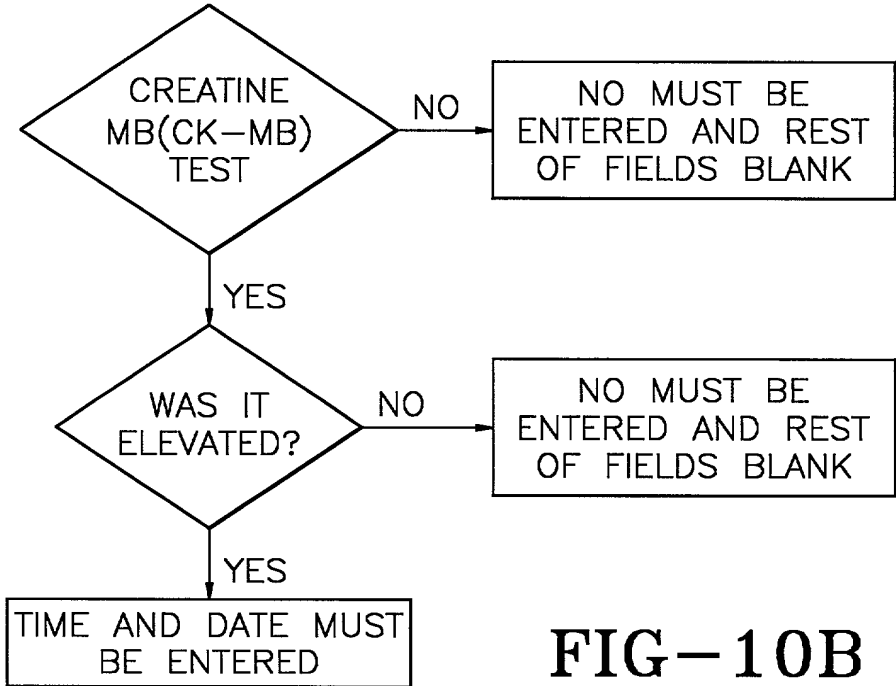 CREATINE
MB(CK-MB)
TEST
NO
NO MUST BE
ENTERED AND REST
OF FIELDS BLANK
YES
WAS IT
ELEVATED?
NO
NO MUST BE
ENTERED AND REST
OF FIELDS BLANK
YES
TIME AND DATE MUST
BE ENTERED
FIG-10B